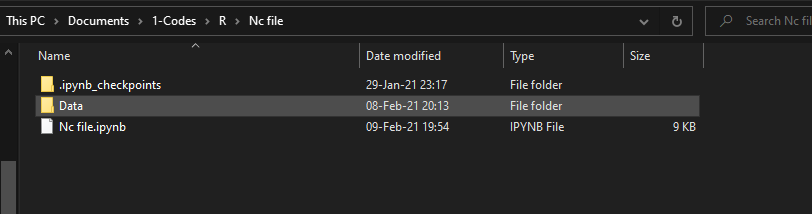 This PC > Documents > 1-Codes > R > Nc file Search Nc fil
Name Date modified Type Size
.ipynb_checkpoints 29-Jan-21 23:17 File folder
Data 08-Feb-21 20:13 File folder
Nc file.ipynb 09-Feb-21 19:54 IPYNB File 9 KB